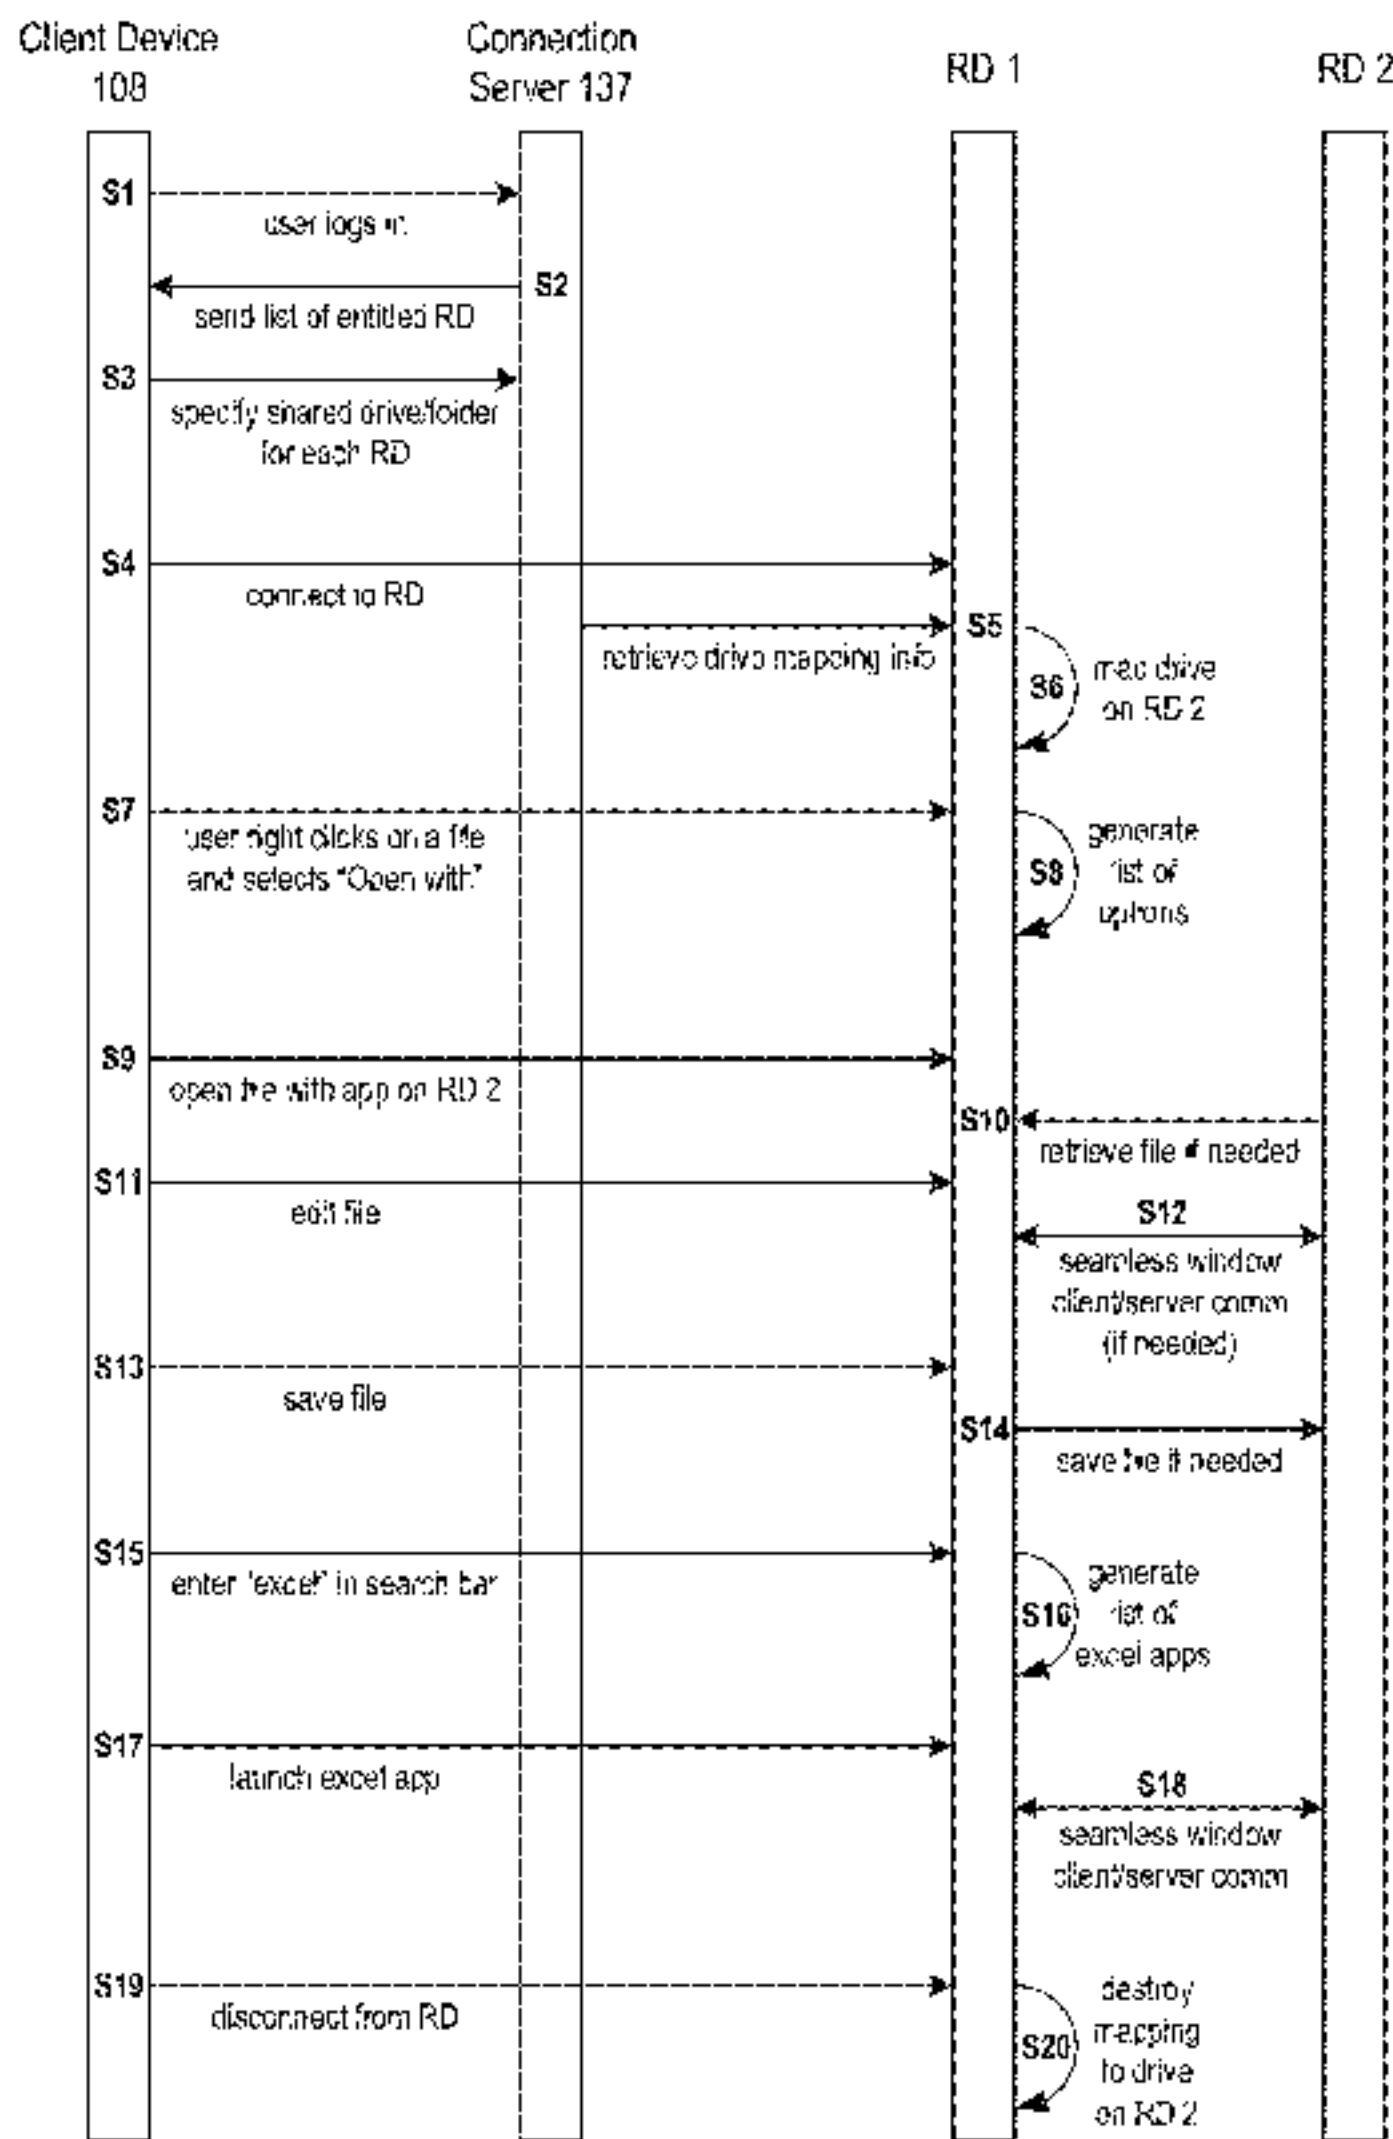 Client Device
108
Connection
Server 137
RD 1
RD 2
S1
user logs in
S2
send list of entitled RD
S3
specify shared drive/folder
for each RD
S4
connect to RD
S5
retrieve drive mapping info
S6
map drive
on RD 2
S7
user right clicks on a file
and selects "Open with"
S8
generate
list of
options
S9
open file with app on RD 2
S10
retrieve file if needed
S11
edit file
S12
seamless window
client/server comm
(if needed)
S13
save file
S14
save file if needed
S15
enter "excel" in search bar
S16
generate
list of
excel apps
S17
launch excel app
S18
seamless window
client/server comm
S19
disconnect from RD
S20
destroy
mapping
to drive
on RD 2